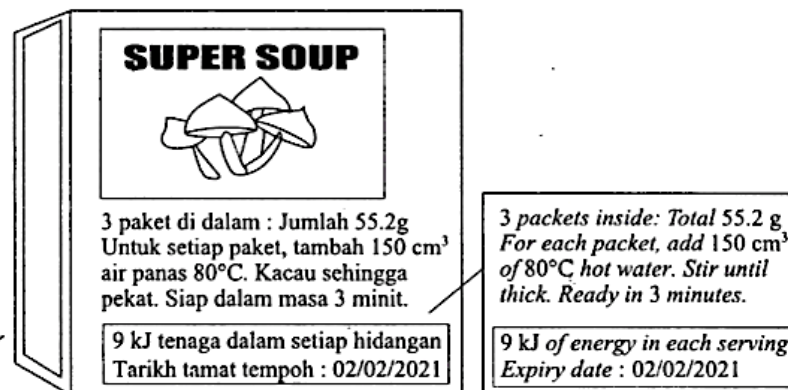 SUPER SOUP
3 paket di dalam : Jumlah 55.2g
Untuk setiap paket, tambah 150 cm³
air panas 80°C. Kacau sehingga
pekat. Siap dalam masa 3 minit.
9 kJ tenaga dalam setiap hidangan
Tarikh tamat tempoh : 02/02/2021
3 packets inside: Total 55.2 g
For each packet, add 150 cm³
of 80°C hot water. Stir until
thick. Ready in 3 minutes.
9 kJ of energy in each serving
Expiry date : 02/02/2021